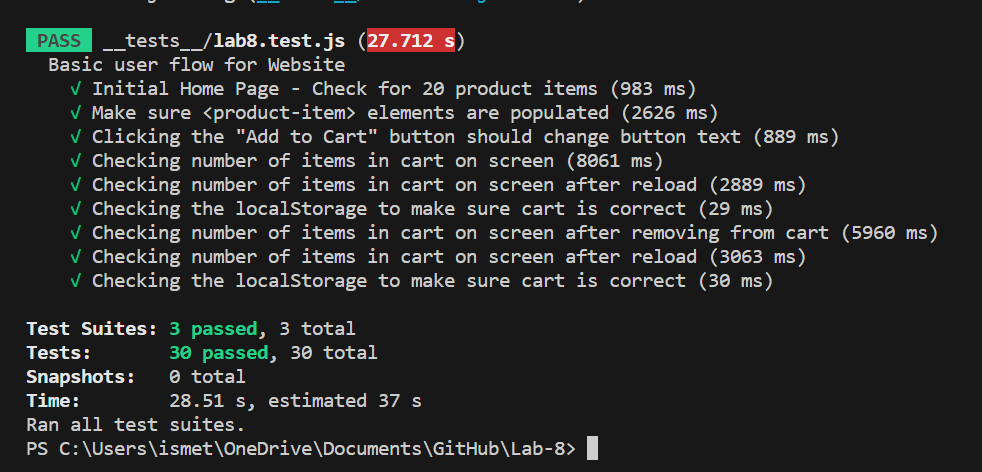 PASS __tests__/lab8.test.js (27.712 s)
Basic user flow for Website
√ Initial Home Page - Check for 20 product items (983 ms)
√ Make sure <product-item> elements are populated (2626 ms)
√ Clicking the "Add to Cart" button should change button text (889 ms)
√ Checking number of items in cart on screen (8061 ms)
√ Checking number of items in cart on screen after reload (2889 ms)
√ Checking the localStorage to make sure cart is correct (29 ms)
√ Checking number of items in cart on screen after removing from cart (5960 ms)
√ Checking number of items in cart on screen after reload (3063 ms)
√ Checking the localStorage to make sure cart is correct (30 ms)
Test Suites: 3 passed, 3 total
Tests: 30 passed, 30 total
Snapshots: 0 total
Time: 28.51 s, estimated 37 s
Ran all test suites.
PS C:\Users\ismet\OneDrive\Documents\GitHub\Lab-8>